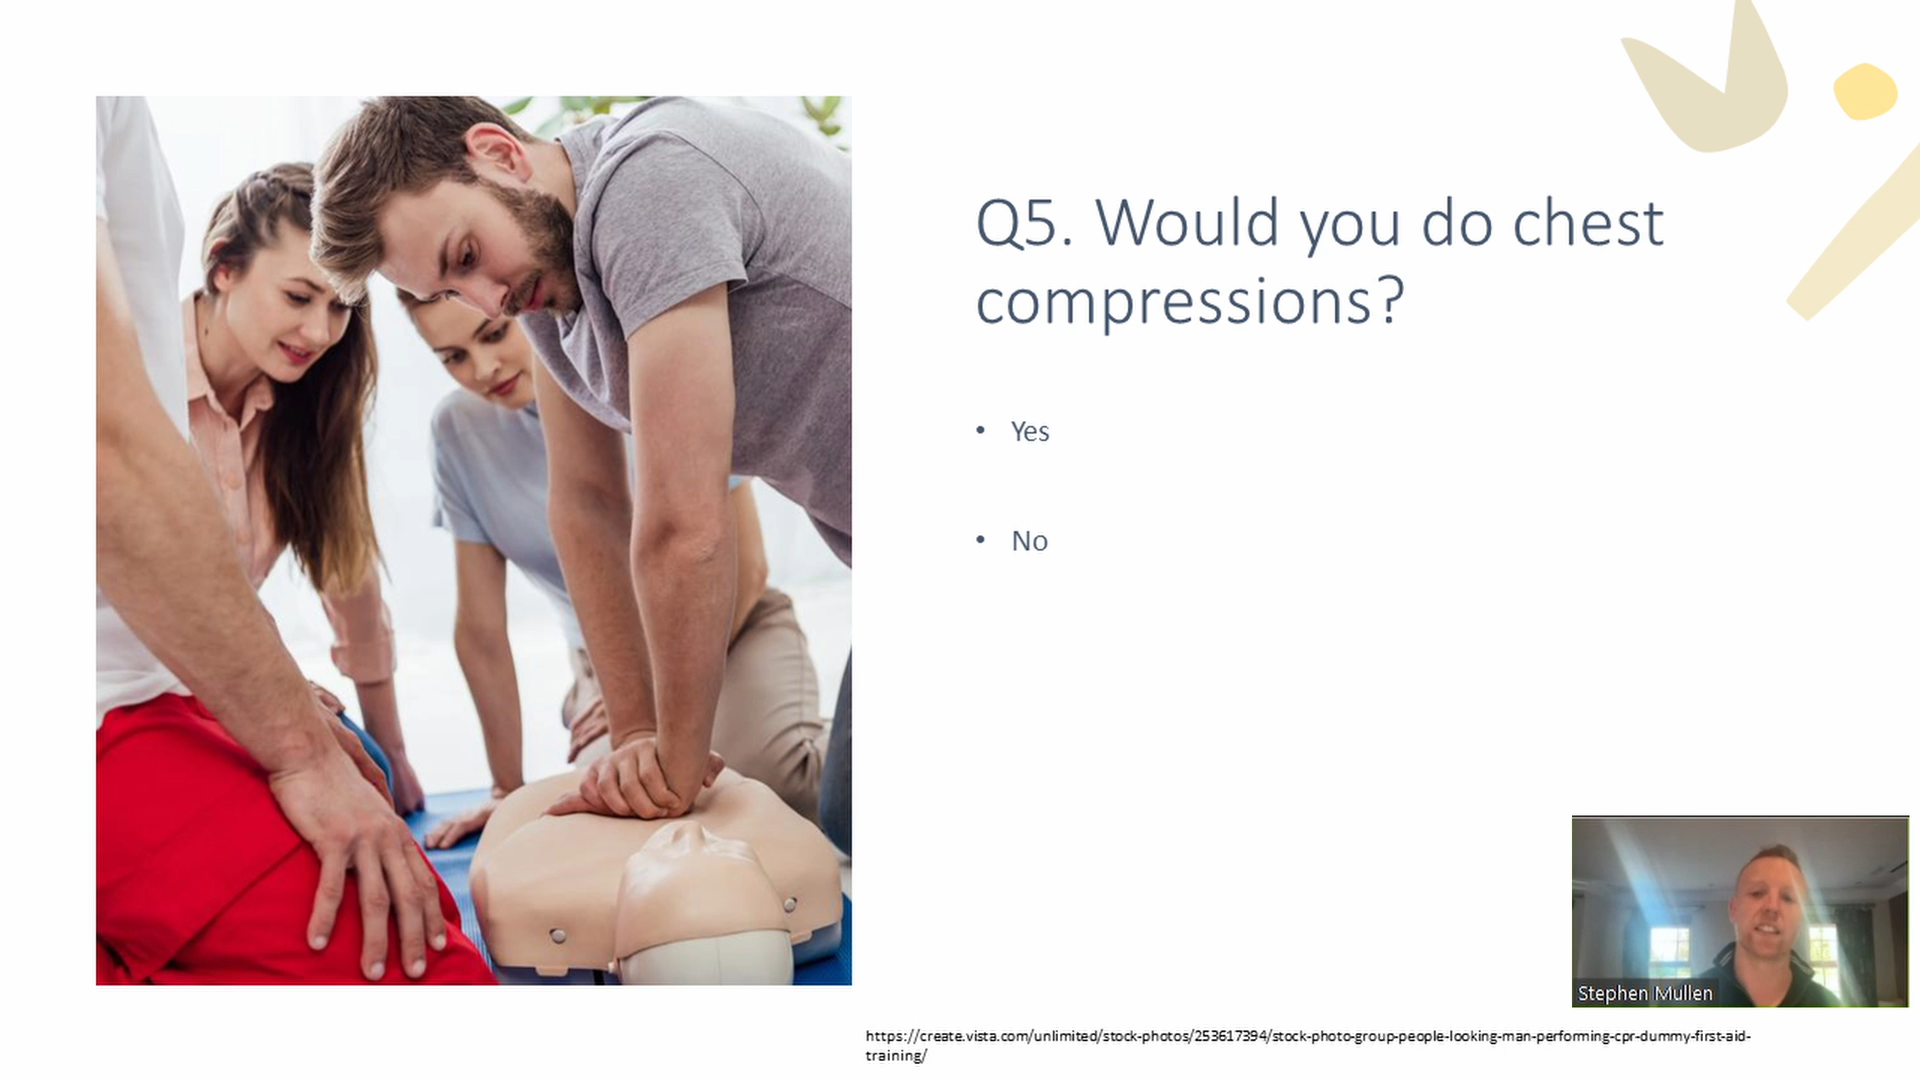 Q5. Would you do chest
compressions?
• Yes
• No
Stephen Mullen
https://create.vista.com/unlimited/stock-photos/253617394/stock-photo-group-people-looking-man-performing-cpr-dummy-first-aid-
training/